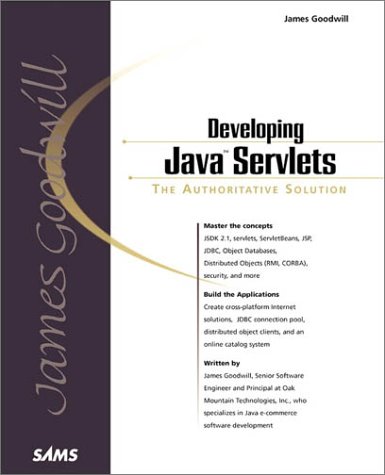 James Goodwill
James Goodwill
Developing
Java™ Servlets
THE AUTHORITATIVE SOLUTION
Master the concepts
JSDK 2.1, servlets, ServletBeans, JSP,
JDBC, Object Databases,
Distributed Objects (RMI, CORBA),
security, and more
Build the Applications
Create cross-platform Internet
solutions, JDBC connection pool,
distributed object clients, and an
online catalog system
Written by
James Goodwill, Senior Software
Engineer and Principal at Oak
Mountain Technologies, Inc., who
specializes in Java e-commerce
software development
SAMS